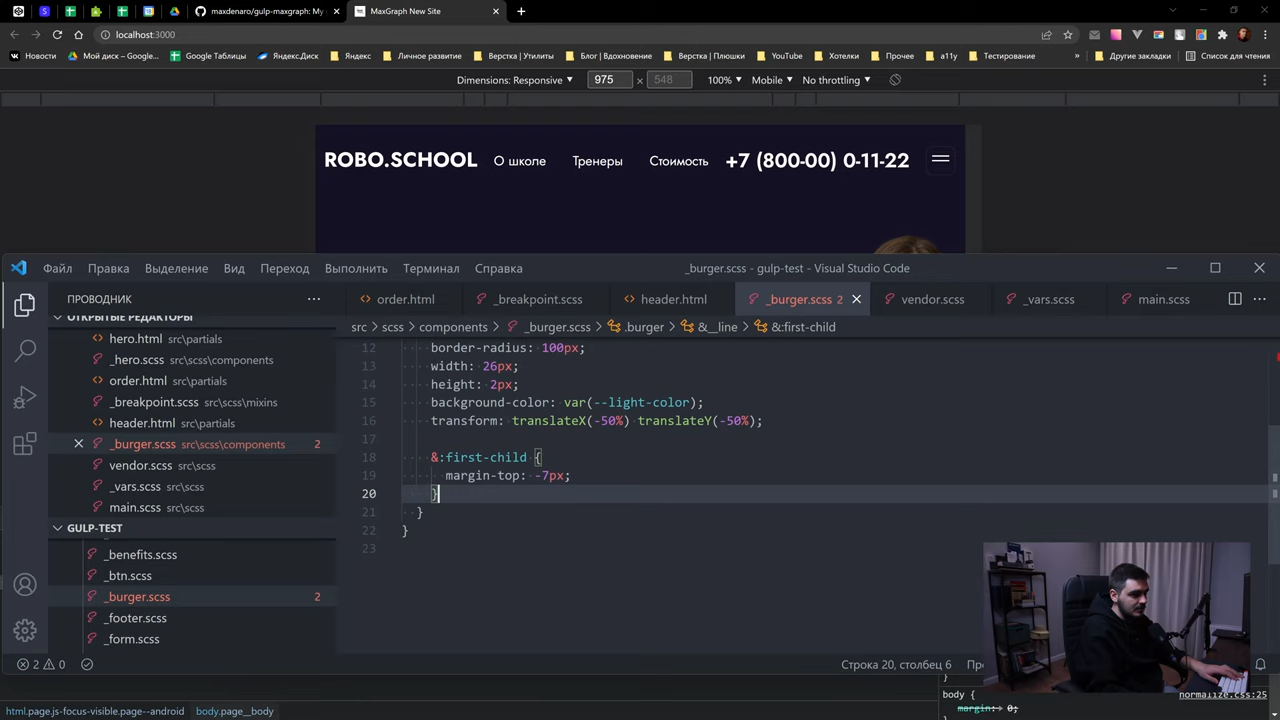 maxdenaro/gulp-maxgraph: My
MaxGraph New Site
localhost:3000
Новости
Мой диск – Google...
Google Таблицы
Яндекс.Диск
Личное развитие
Верстка | Утилиты
Блог | Вдохновение
Верстка | Плюшки
YouTube
Хотелки
Прочее
a11y
Тестирование
»
Другие закладки
Список для чтения
Dimensions: Responsive
975
×
548
100%
Mobile
No throttling
ROBO.SCHOOL
О школе
Тренеры
Стоимость
+7 (800-00) 0-11-22
Файл
Правка
Выделение
Вид
Переход
Выполнить
Терминал
Справка
_burger.scss - gulp-test - Visual Studio Code
ПРОВОДНИК
order.html
_breakpoint.scss
header.html
_burger.scss 2
vendor.scss
_vars.scss
main.scss
ОТКРЫТЫЕ РЕДАКТОРЫ
src > scss > components > _burger.scss > .burger > &__line > &:first-child
hero.html src\partials
_hero.scss src\scss\components
order.html src\partials
_breakpoint.scss src\scss\mixins
header.html src\partials
_burger.scss src\scss\components 2
vendor.scss src\scss
_vars.scss src\scss
main.scss src\scss
GULP-TEST
_benefits.scss
_btn.scss
_burger.scss 2
_footer.scss
_form.scss
12 border-radius: 100px;
13 width: 26px;
14 height: 2px;
15 background-color: var(--light-color);
16 transform: translateX(-50%) translateY(-50%);
17
18 &:first-child {
19 margin-top: -7px;
20 }
21 }
22 }
23
2 0
Строка 20, столбец 6
}
body {
normalize.css:25
margin: 0;
html.page.js-focus-visible.page--android
body.page__body